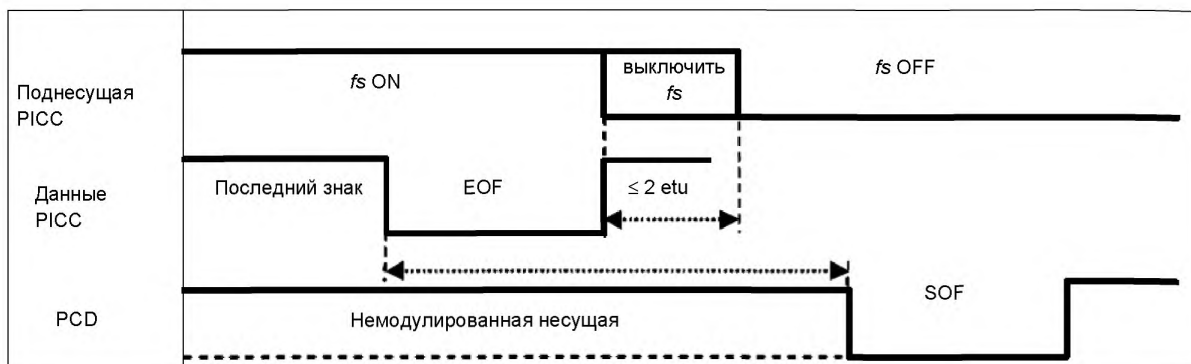 Поднесущая
PICC
fs ON
выключить
fs
fs OFF
Данные
PICC
Последний знак
EOF
≤ 2 etu
PCD
Немодулированная несущая
SOF